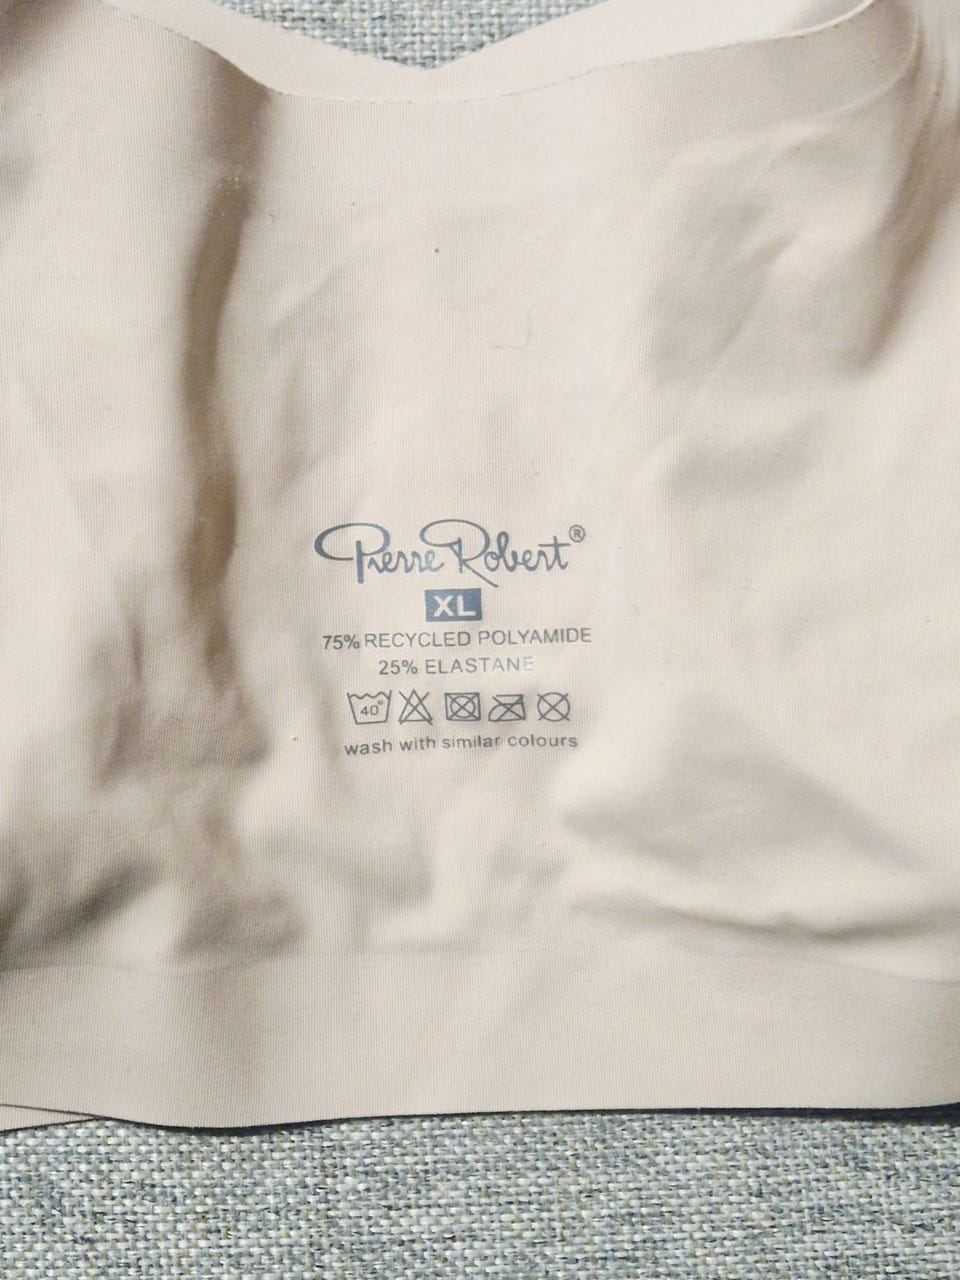 Pierre Robert®
XL
75% RECYCLED POLYAMIDE
25% ELASTANE
40°
wash with similar colours